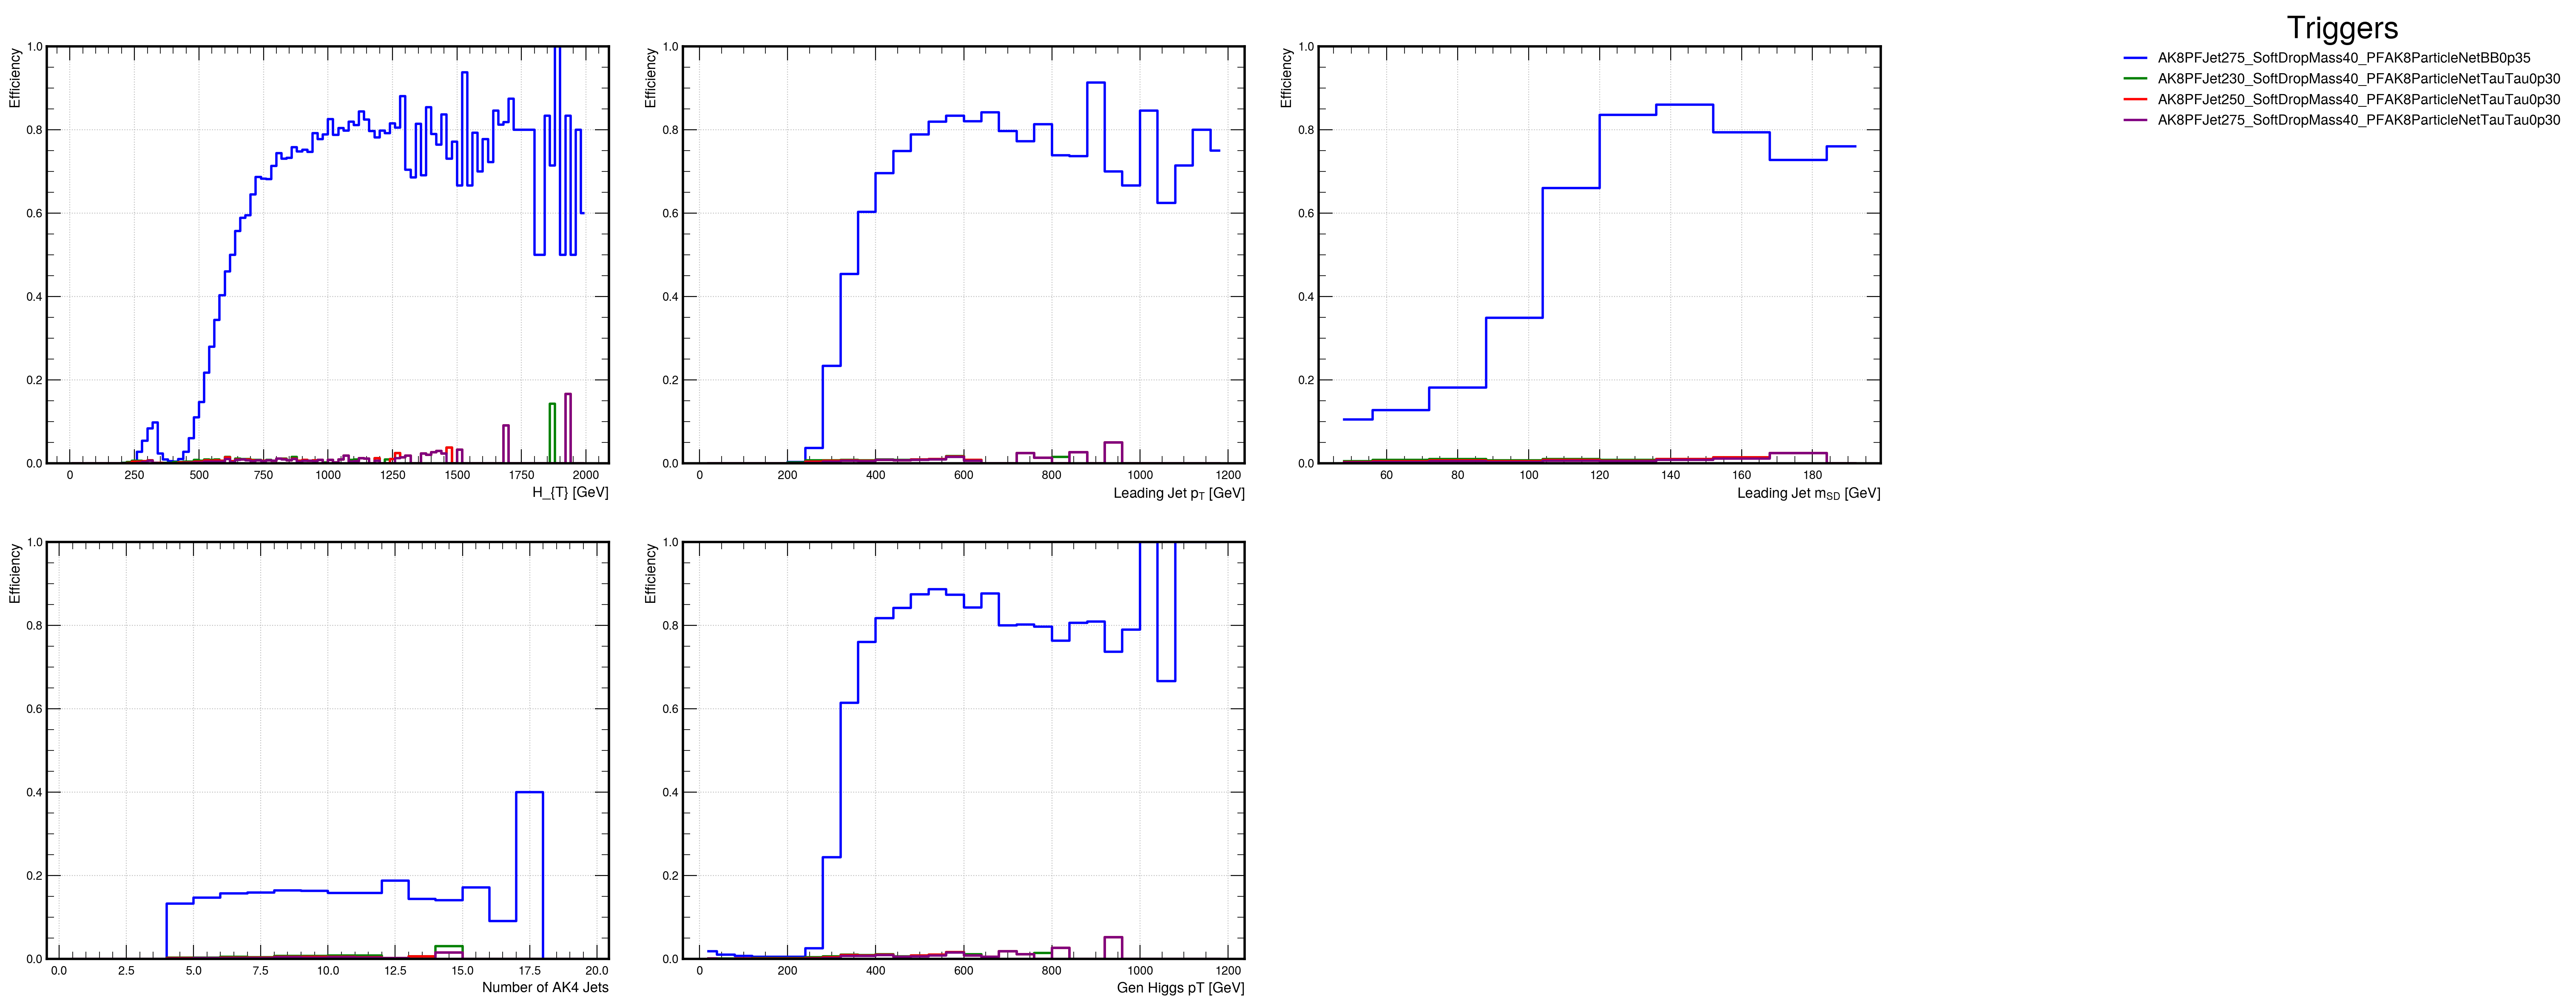 Triggers
AK8PFJet275_SoftDropMass40_PFAK8ParticleNetBB0p35
AK8PFJet230_SoftDropMass40_PFAK8ParticleNetTauTau0p30
AK8PFJet250_SoftDropMass40_PFAK8ParticleNetTauTau0p30
AK8PFJet275_SoftDropMass40_PFAK8ParticleNetTauTau0p30
Efficiency
1.0
0.8
0.6
0.4
0.2
0.0
0 250 500 750 1000 1250 1500 1750 2000
H_{T} [GeV]
Efficiency
1.0
0.8
0.6
0.4
0.2
0.0
0 200 400 600 800 1000 1200
Leading Jet pT [GeV]
Efficiency
1.0
0.8
0.6
0.4
0.2
0.0
60 80 100 120 140 160 180
Leading Jet mSD [GeV]
Efficiency
1.0
0.8
0.6
0.4
0.2
0.0
0.0 2.5 5.0 7.5 10.0 12.5 15.0 17.5 20.0
Number of AK4 Jets
Efficiency
1.0
0.8
0.6
0.4
0.2
0.0
0 200 400 600 800 1000 1200
Gen Higgs pT [GeV]